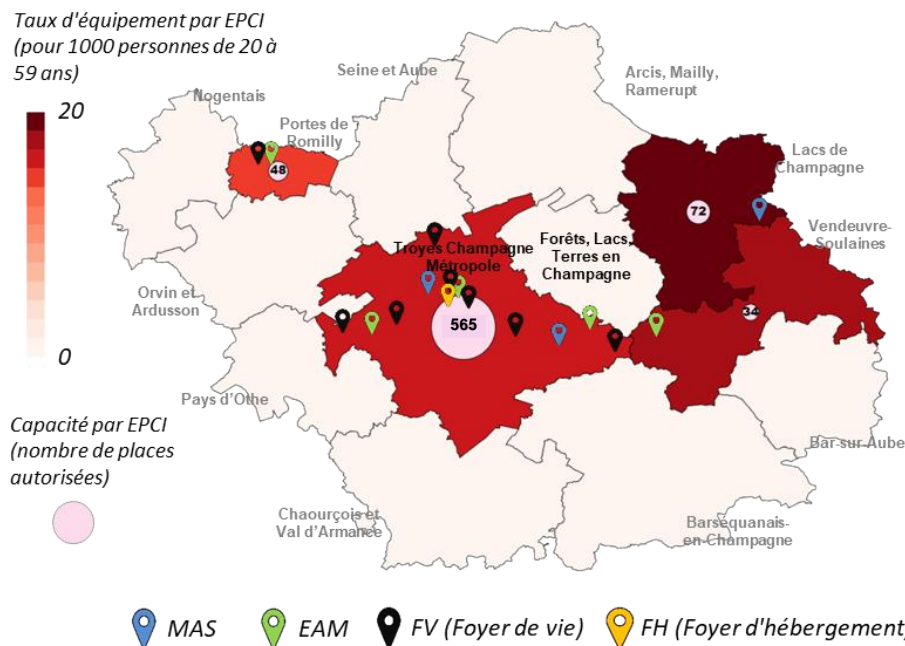 Taux d'équipement par EPCI
(pour 1000 personnes de 20 à
59 ans)
20
0
Capacité par EPCI
(nombre de places
autorisées)
Nogentais
Portes de
Romilly
48
Seine et Aube
Arcis, Mailly,
Ramerupt
Lacs de
Champagne
72
Vendeuvre-
Soulaines
34
Troyes Champagne
Métropole
565
Forêts, Lacs,
Terres en
Champagne
Orvin et
Ardusson
Pays d'Othe
Chaourçois et
Val d'Armance
Barséquanais-
en-Champagne
Bar-sur-Aube
MAS
EAM
FV (Foyer de vie)
FH (Foyer d'hébergement)